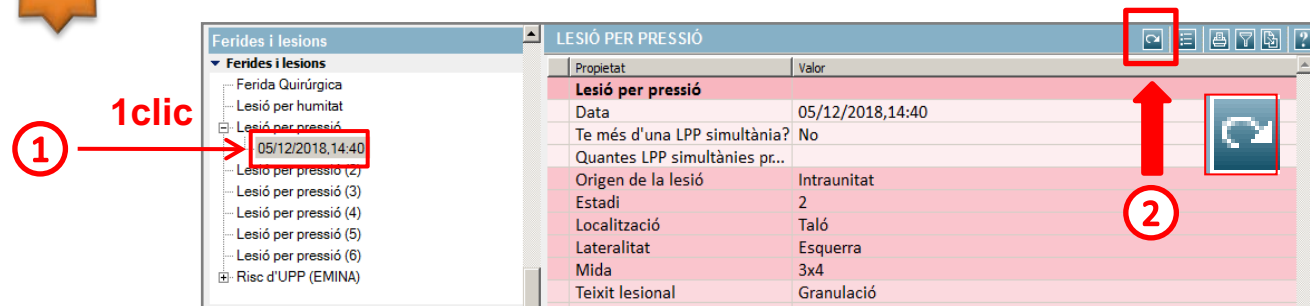 Ferides i lesions
Ferides i lesions
Ferida Quirúrgica
Lesió per humitat
Lesió per pressió
05/12/2018,14:40
Lesió per pressió (2)
Lesió per pressió (3)
Lesió per pressió (4)
Lesió per pressió (5)
Lesió per pressió (6)
Risc d'UPP (EMINA)
1clic
1
LESIÓ PER PRESSIÓ
?
Propietat Valor
Lesió per pressió
Data 05/12/2018,14:40
Te més d'una LPP simultània? No
Quantes LPP simultànies pr...
Origen de la lesió Intraunitat
Estadi 2
Localització Taló
Lateralitat Esquerra
Mida 3x4
Teixit lesional Granulació
2